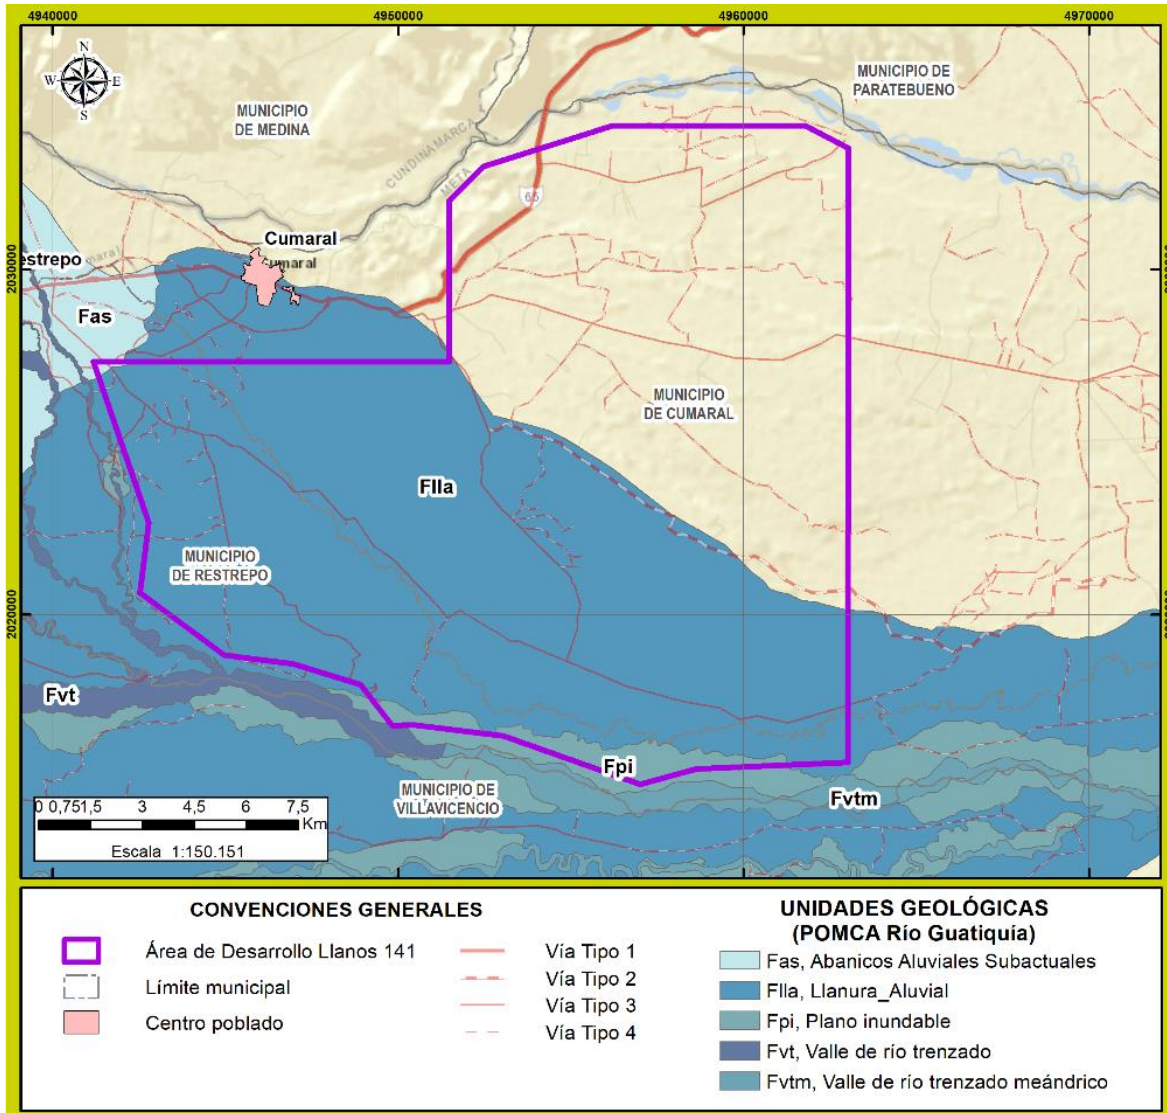 4940000
4950000
4960000
4970000
N
W
E
S
MUNICIPIO
DE MEDINA
MUNICIPIO DE
PARATEBUENO
CUNDINAMARCA
META
65
Cumaral
estrepo
umaral
2030000
Fas
MUNICIPIO
DE CUMARAL
Flla
MUNICIPIO
DE RESTREPO
2020000
Fvt
Fpi
MUNICIPIO DE
VILLAVICENCIO
Fvtm
0 0,751,5 3 4,5 6 7,5
Km
Escala 1:150.151
CONVENCIONES GENERALES
Área de Desarrollo Llanos 141
Límite municipal
Centro poblado
Vía Tipo 1
Vía Tipo 2
Vía Tipo 3
Vía Tipo 4
UNIDADES GEOLÓGICAS
(POMCA Río Guatiquía)
Fas, Abanicos Aluviales Subactuales
Flla, Llanura_Aluvial
Fpi, Plano inundable
Fvt, Valle de río trenzado
Fvtm, Valle de río trenzado meándrico